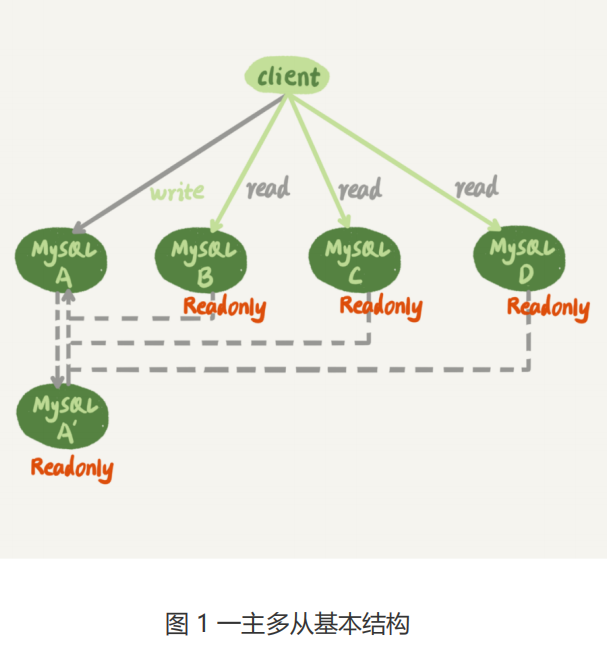 client
write
read
read
read
MySQL
A
MySQL
B
MySQL
C
MySQL
D
Readonly
Readonly
Readonly
MySQL
A'
Readonly
图 1 一主多从基本结构